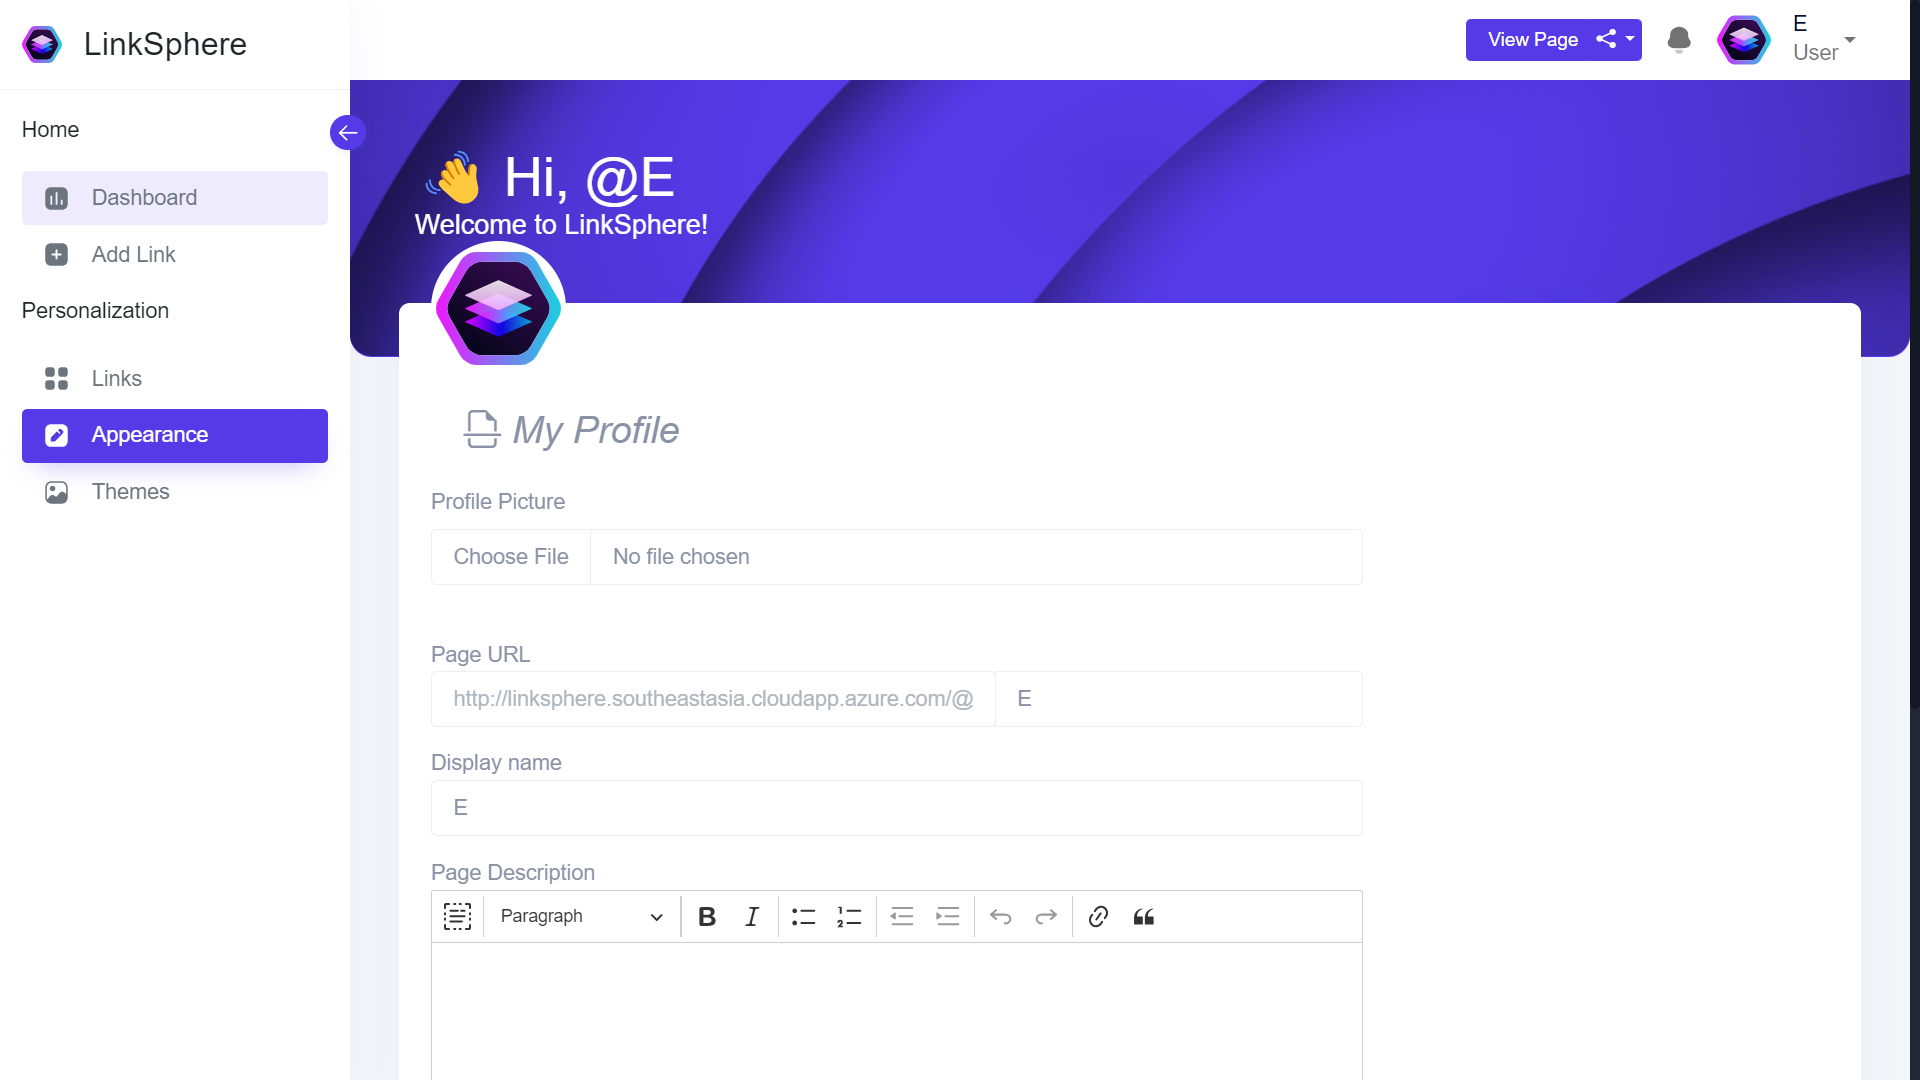 LinkSphere
View Page
E
User
Home
Dashboard
Add Link
Personalization
Links
Appearance
Themes
Hi, @E
Welcome to LinkSphere!
My Profile
Profile Picture
Choose File No file chosen
Page URL
http://linksphere.southeastasia.cloudapp.azure.com/@ E
Display name
E
Page Description
Paragraph